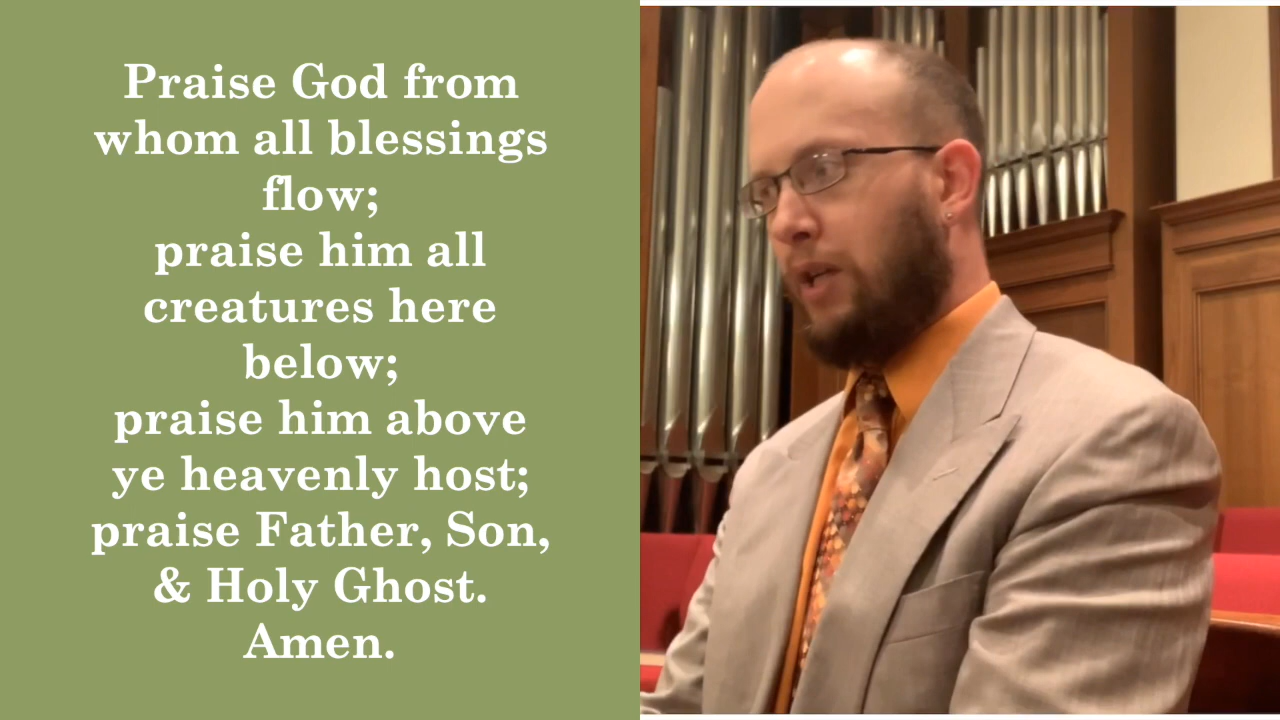 Praise God from
whom all blessings
flow;
praise him all
creatures here
below;
praise him above
ye heavenly host;
praise Father, Son,
& Holy Ghost.
Amen.